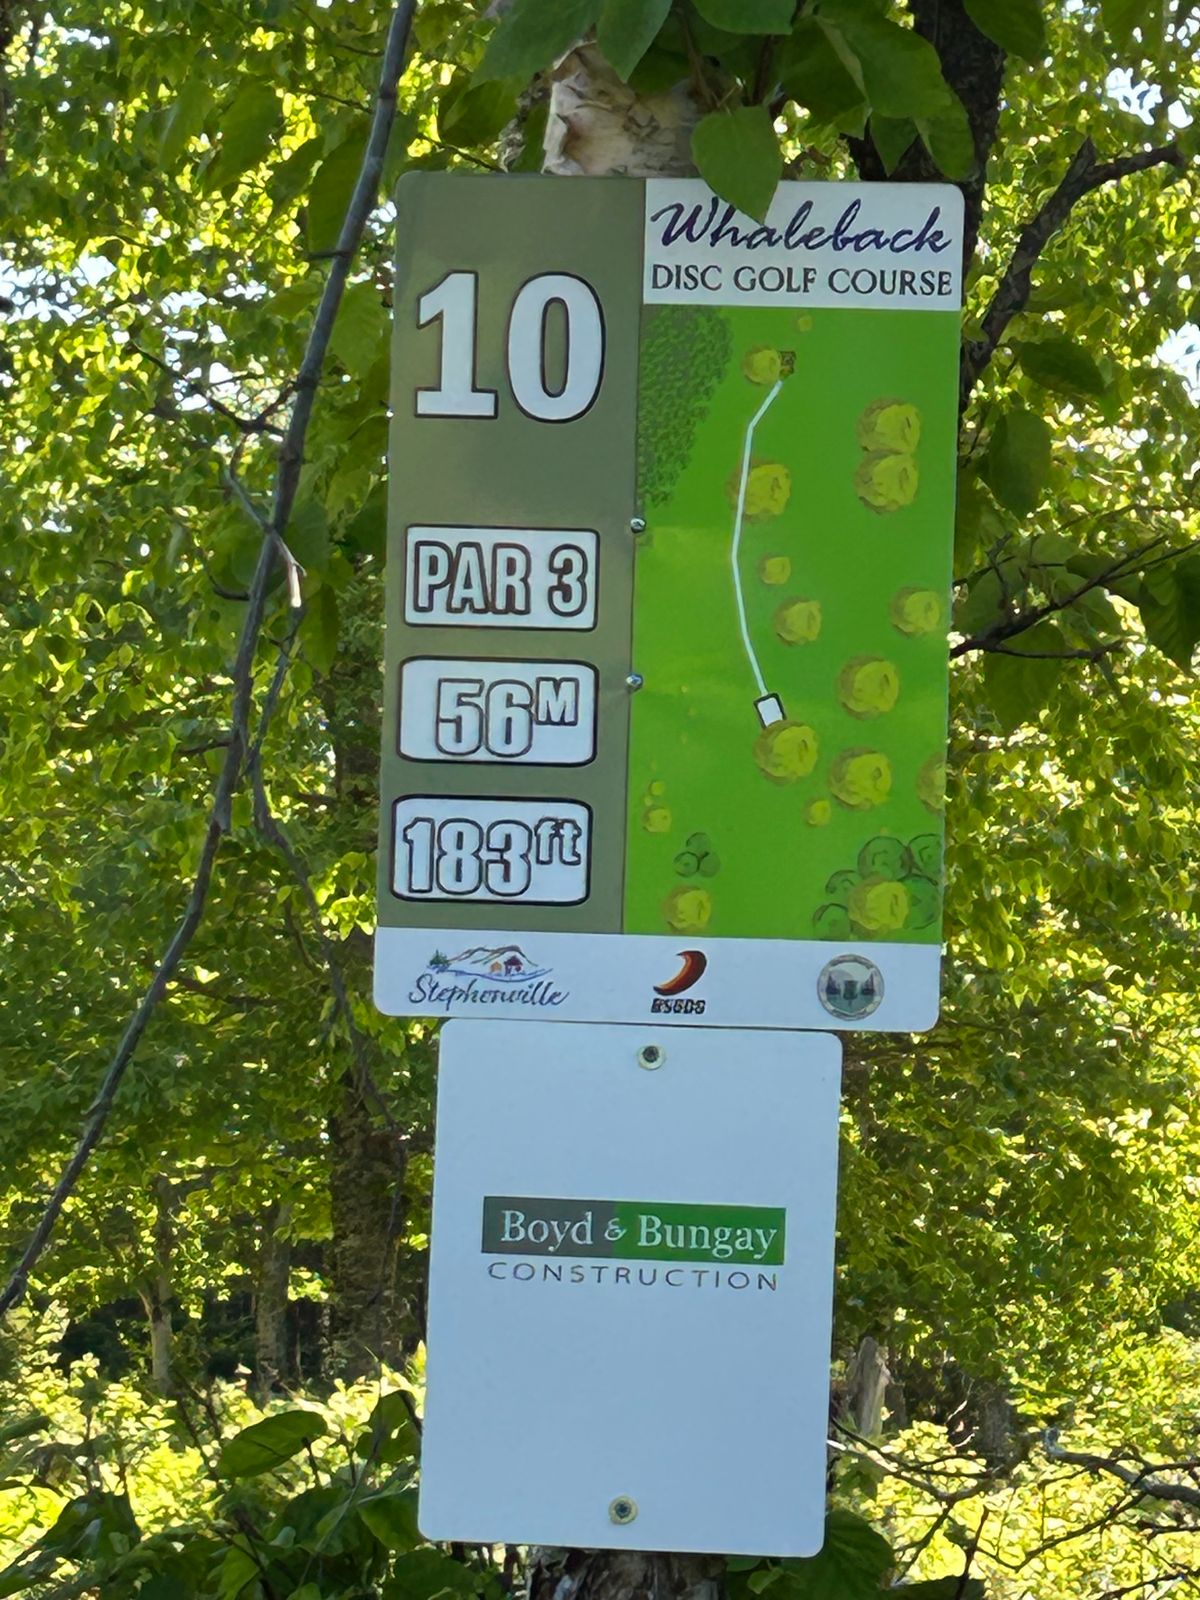 Whaleback
DISC GOLF COURSE
10
PAR 3
56M
183ft
Stephenville
Boyd & Bungay
CONSTRUCTION